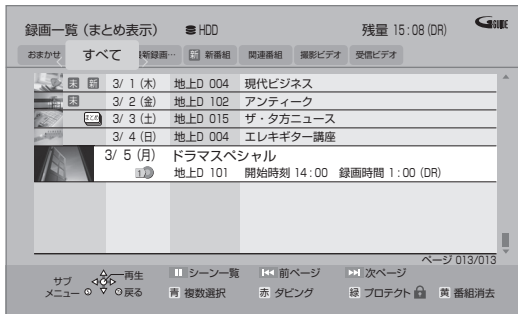 録画一覧 (まとめ表示) HDD 残量 15:08 (DR) G GUIDE
おまかせ すべて 新録画… 新 新番組 関連番組 撮影ビデオ 受信ビデオ
未 新 3/ 1 (木) 地上D 004 現代ビジネス
未 3/ 2 (金) 地上D 102 アンティーク
まとめ 3/ 3 (土) 地上D 015 ザ・夕方ニュース
3/ 4 (日) 地上D 004 エレキギター講座
3/ 5 (月) ドラマスペシャル
1 地上D 101 開始時刻 14:00 録画時間 1:00 (DR)
ページ 013/013
サブメニュー 再生 戻る シーン一覧 前ページ 次ページ
青 複数選択 赤 ダビング 緑 プロテクト 黄 番組消去